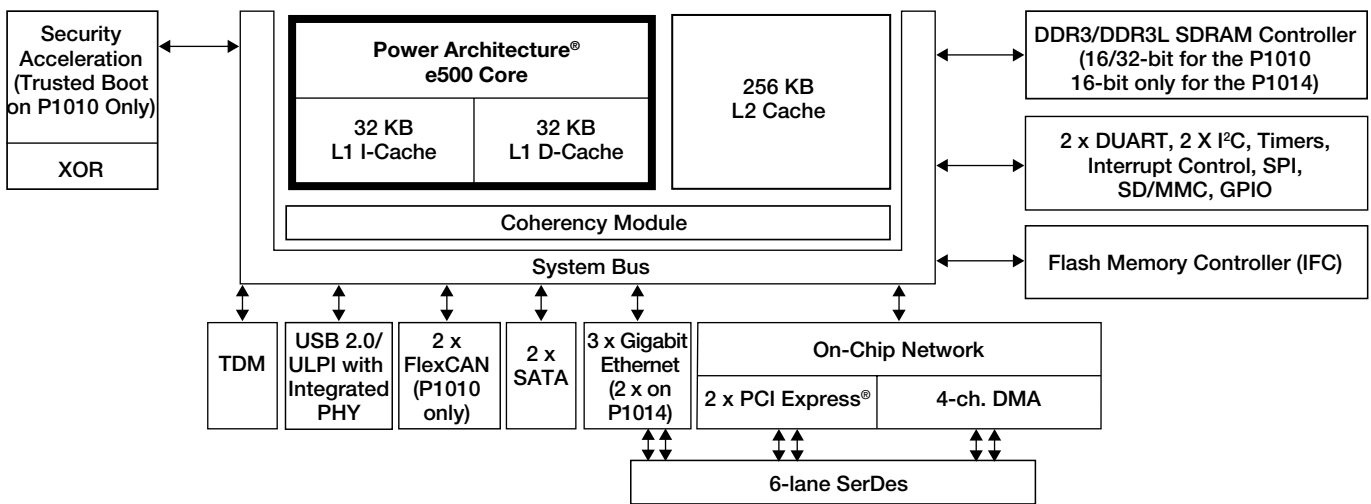 Security
Acceleration
(Trusted Boot
on P1010 Only)
XOR
Power Architecture®
e500 Core
32 KB
L1 I-Cache
32 KB
L1 D-Cache
256 KB
L2 Cache
Coherency Module
System Bus
DDR3/DDR3L SDRAM Controller
(16/32-bit for the P1010
16-bit only for the P1014)
2 x DUART, 2 X I²C, Timers,
Interrupt Control, SPI,
SD/MMC, GPIO
Flash Memory Controller (IFC)
TDM
USB 2.0/
ULPI with
Integrated
PHY
2 x
FlexCAN
(P1010
only)
2 x
SATA
3 x Gigabit
Ethernet
(2 x on
P1014)
On-Chip Network
2 x PCI Express®
4-ch. DMA
6-lane SerDes